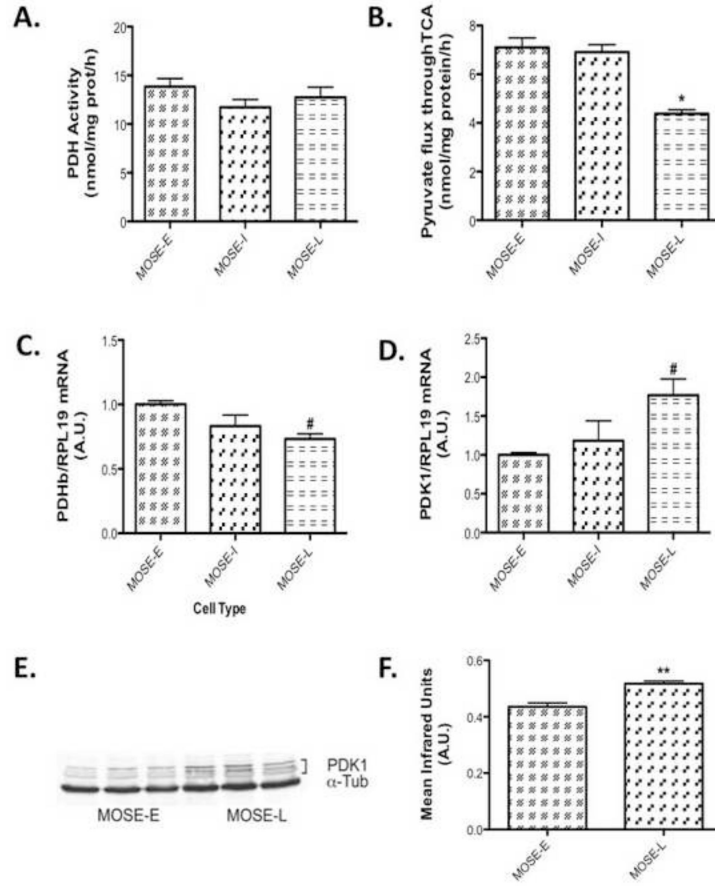 A.
PDH Activity
(nmol/mg prot/h)
20
15
10
5
0
MOSE-E
MOSE-I
MOSE-L
B.
Pyruvate flux throughTCA
(nmol/mg protein/h)
8
6
4
2
0
*
MOSE-E
MOSE-I
MOSE-L
C.
PDHb/RPL19 mRNA
(A.U.)
1.5
1.0
0.5
0.0
#
MOSE-E
MOSE-I
MOSE-L
Cell Type
D.
PDK1/RPL19 mRNA
(A.U.)
2.5
2.0
1.5
1.0
0.5
0.0
#
MOSE-E
MOSE-I
MOSE-L
E.
PDK1
α-Tub
MOSE-E
MOSE-L
F.
Mean Infrared Units
(A.U.)
0.6
0.4
0.2
0.0
**
MOSE-E
MOSE-L